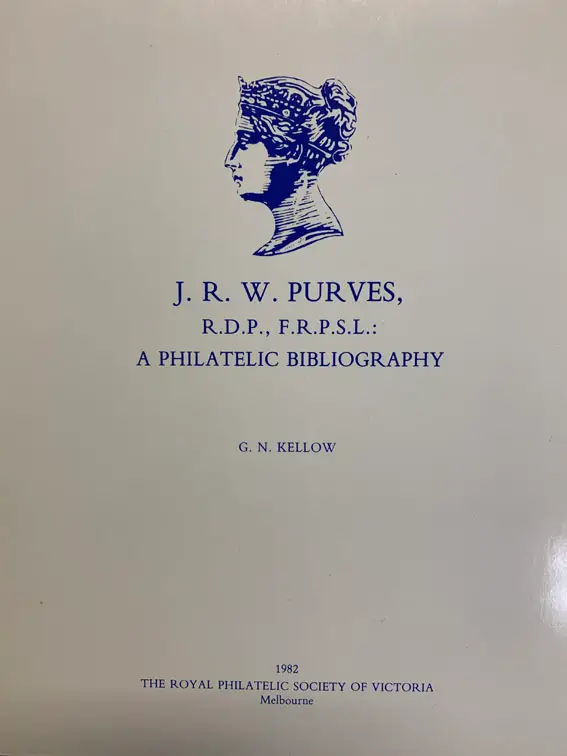 J. R. W. PURVES,
R.D.P., F.R.P.S.L.:
A PHILATELIC BIBLIOGRAPHY
G. N. KELLOW
1982
THE ROYAL PHILATELIC SOCIETY OF VICTORIA
Melbourne